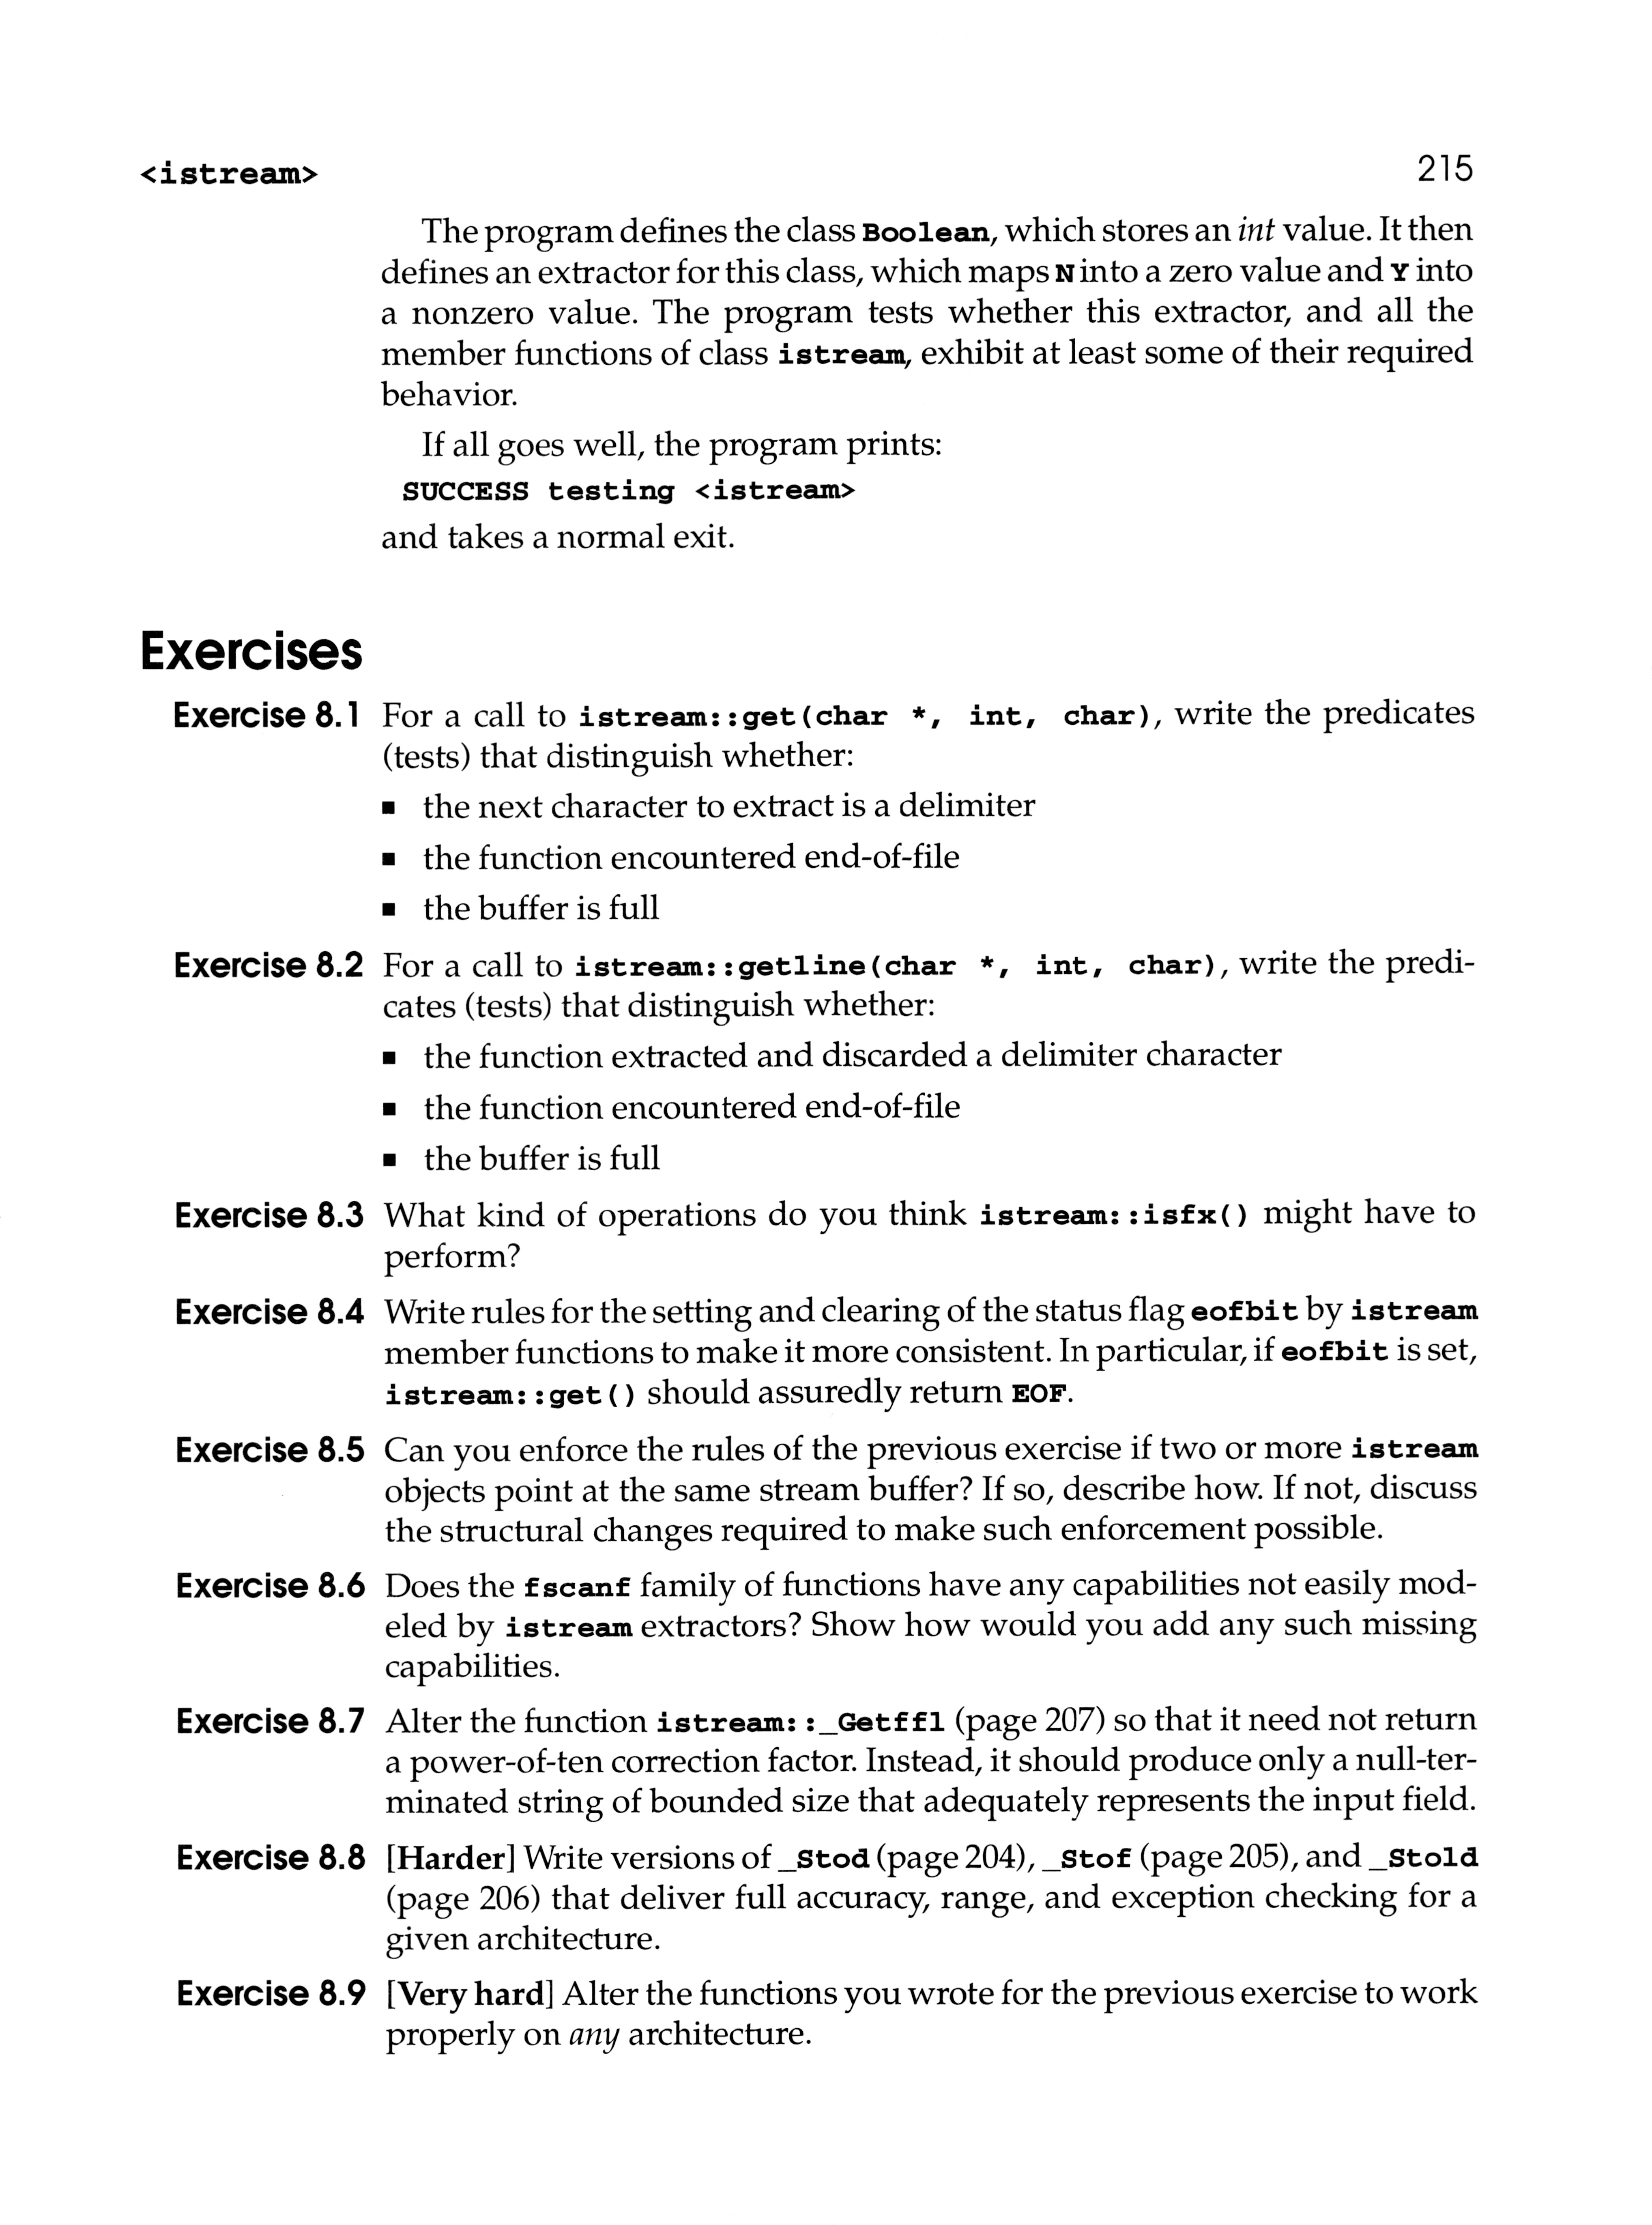 <istream> 215
The program defines the class Boolean, which stores an int value. It then
defines an extractor for this class, which maps N into a zero value and Y into
a nonzero value. The program tests whether this extractor, and all the
member functions of class istream, exhibit at least some of their required
behavior.
If all goes well, the program prints:
SUCCESS testing <istream>
and takes a normal exit.
Exercises
Exercise 8.1 For a call to istream::get(char *, int, char), write the predicates
(tests) that distinguish whether:
▪ the next character to extract is a delimiter
▪ the function encountered end-of-file
▪ the buffer is full
Exercise 8.2 For a call to istream::getline(char *, int, char), write the predi-
cates (tests) that distinguish whether:
▪ the function extracted and discarded a delimiter character
▪ the function encountered end-of-file
▪ the buffer is full
Exercise 8.3 What kind of operations do you think istream::isfx() might have to
perform?
Exercise 8.4 Write rules for the setting and clearing of the status flag eofbit by istream
member functions to make it more consistent. In particular, if eofbit is set,
istream::get() should assuredly return EOF.
Exercise 8.5 Can you enforce the rules of the previous exercise if two or more istream
objects point at the same stream buffer? If so, describe how. If not, discuss
the structural changes required to make such enforcement possible.
Exercise 8.6 Does the fscanf family of functions have any capabilities not easily mod-
eled by istream extractors? Show how would you add any such missing
capabilities.
Exercise 8.7 Alter the function istream::_Getffl (page 207) so that it need not return
a power-of-ten correction factor. Instead, it should produce only a null-ter-
minated string of bounded size that adequately represents the input field.
Exercise 8.8 [Harder] Write versions of _Stod (page 204), _Stof (page 205), and _Stold
(page 206) that deliver full accuracy, range, and exception checking for a
given architecture.
Exercise 8.9 [Very hard] Alter the functions you wrote for the previous exercise to work
properly on any architecture.